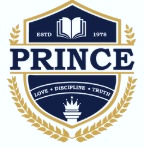 ESTD 1978
PRINCE
LOVE • DISCIPLINE • TRUTH